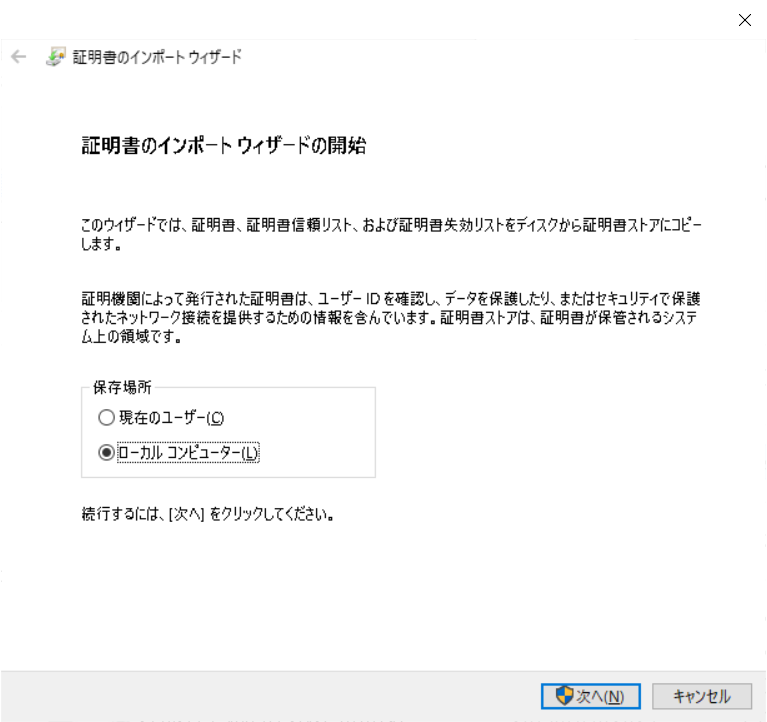 証明書のインポート ウィザード
証明書のインポート ウィザードの開始
このウィザードでは、証明書、証明書信頼リスト、および証明書失効リストをディスクから証明書ストアにコピー
します。
証明機関によって発行された証明書は、ユーザー ID を確認し、データを保護したり、またはセキュリティで保護
されたネットワーク接続を提供するための情報を含んでいます。証明書ストアは、証明書が保管されるシステ
ム上の領域です。
保存場所
現在のユーザー(C)
ローカル コンピューター(L)
続行するには、[次へ] をクリックしてください。
次へ(N)
キャンセル